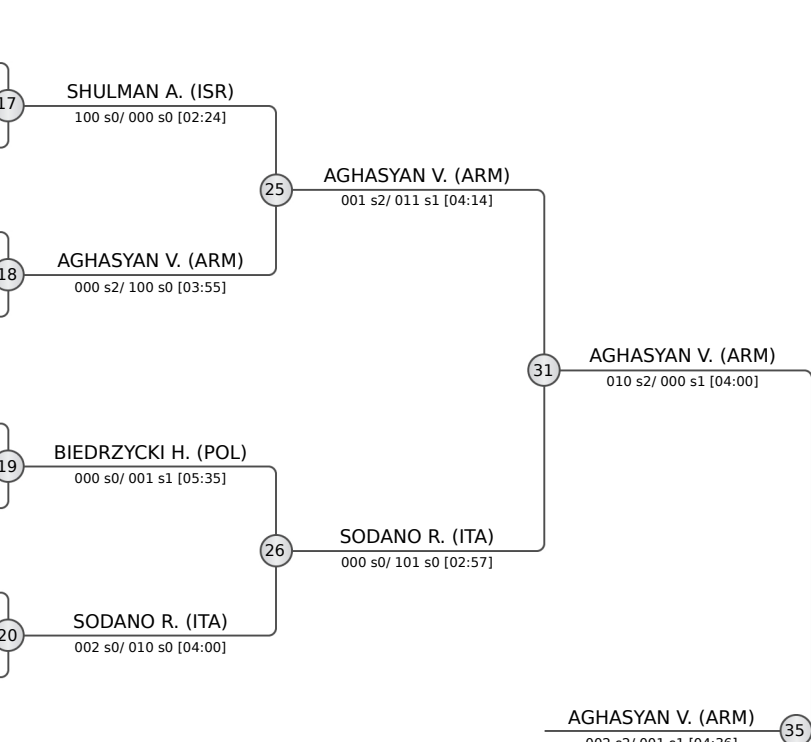 SHULMAN A. (ISR)
17
100 s0/ 000 s0 [02:24]
AGHASYAN V. (ARM)
25
001 s2/ 011 s1 [04:14]
AGHASYAN V. (ARM)
18
000 s2/ 100 s0 [03:55]
AGHASYAN V. (ARM)
31
010 s2/ 000 s1 [04:00]
BIEDRZYCKI H. (POL)
19
000 s0/ 001 s1 [05:35]
SODANO R. (ITA)
26
000 s0/ 101 s0 [02:57]
SODANO R. (ITA)
20
002 s0/ 010 s0 [04:00]
AGHASYAN V. (ARM)
35